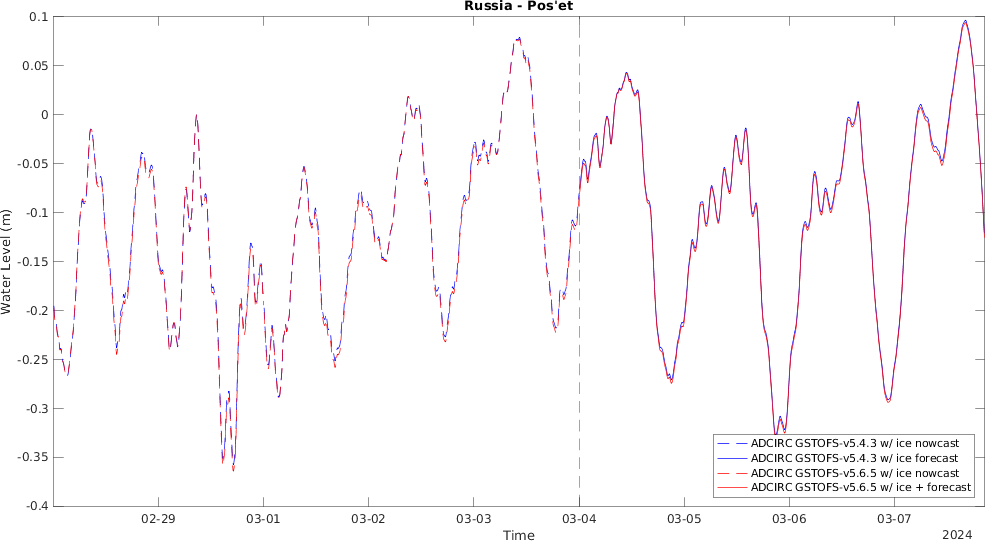 Russia - Pos'et
0.1
0.05
0
-0.05
-0.1
-0.15
-0.2
-0.25
-0.3
-0.35
-0.4
Water Level (m)
ADCIRC GSTOFS-v5.4.3 w/ ice nowcast
ADCIRC GSTOFS-v5.4.3 w/ ice forecast
ADCIRC GSTOFS-v5.6.5 w/ ice nowcast
ADCIRC GSTOFS-v5.6.5 w/ ice + forecast
02-29 03-01 03-02 03-03 03-04 03-05 03-06 03-07
Time
2024